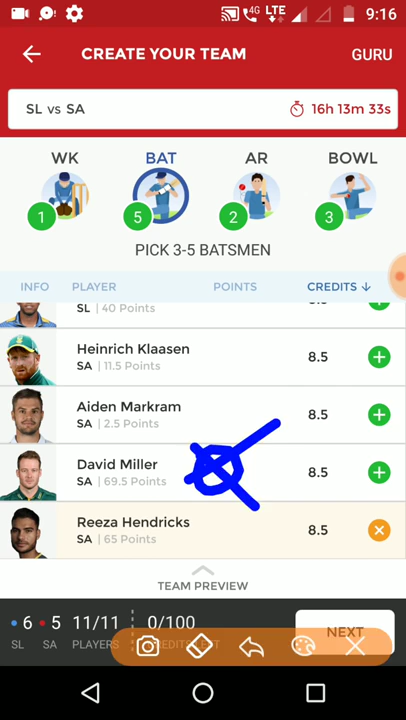 4G LTE 9:16
CREATE YOUR TEAM GURU
SL vs SA 16h 13m 33s
WK BAT AR BOWL
1 5 2 3
PICK 3-5 BATSMEN
INFO PLAYER POINTS CREDITS ↓
SL | 40 Points
Heinrich Klaasen 8.5
SA | 11.5 Points
Aiden Markram 8.5
SA | 2.5 Points
David Miller 8.5
SA | 69.5 Points
Reeza Hendricks 8.5
SA | 65 Points
TEAM PREVIEW
6 5 11/11 0/100 NEXT
SL SA PLAYERS